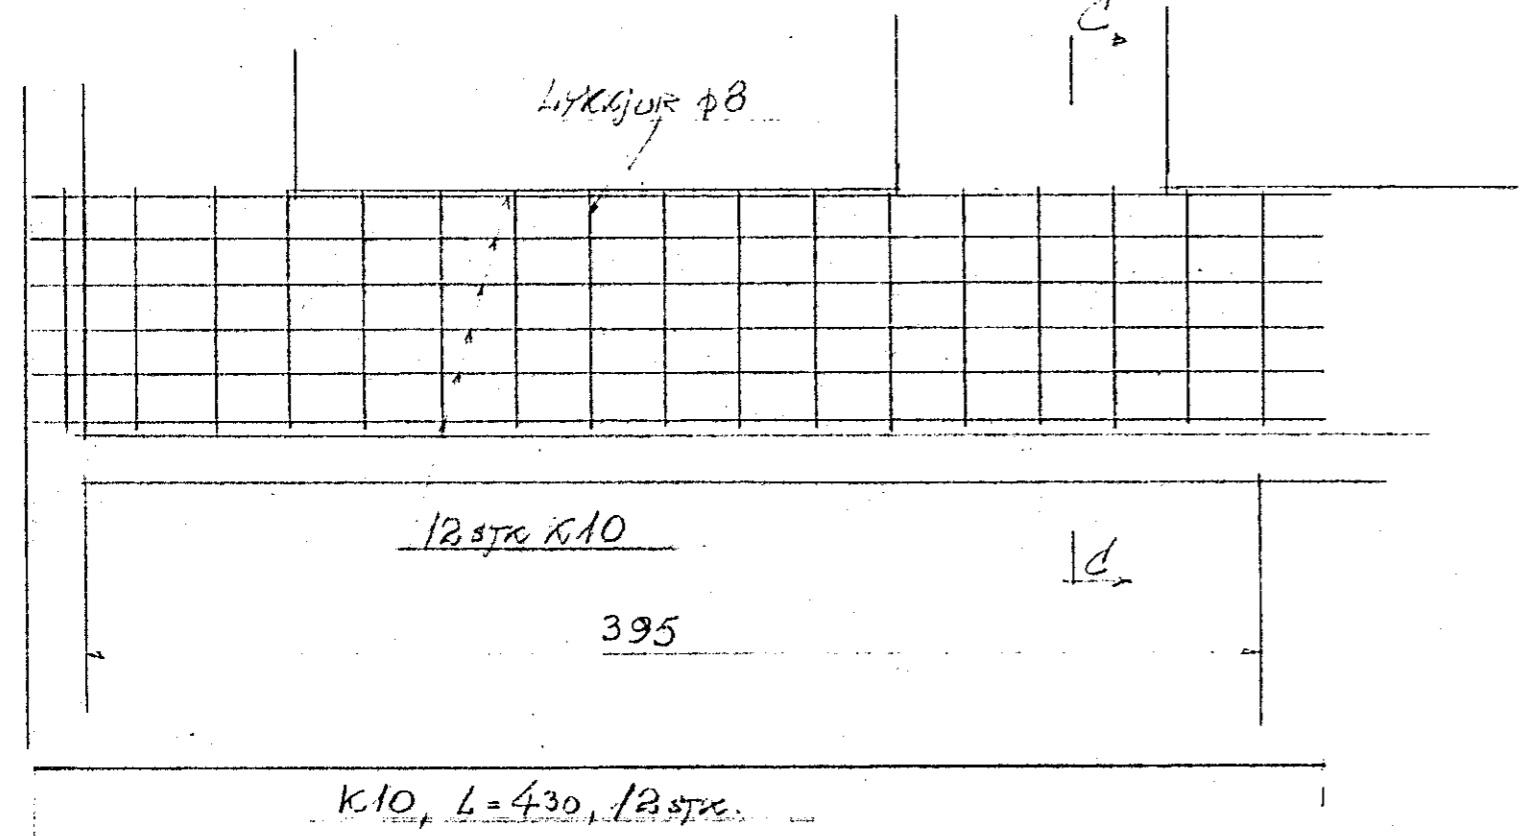 C
LYKKJUR φ8
12 STK K10
C
395
K10, L=430, 12 STK.